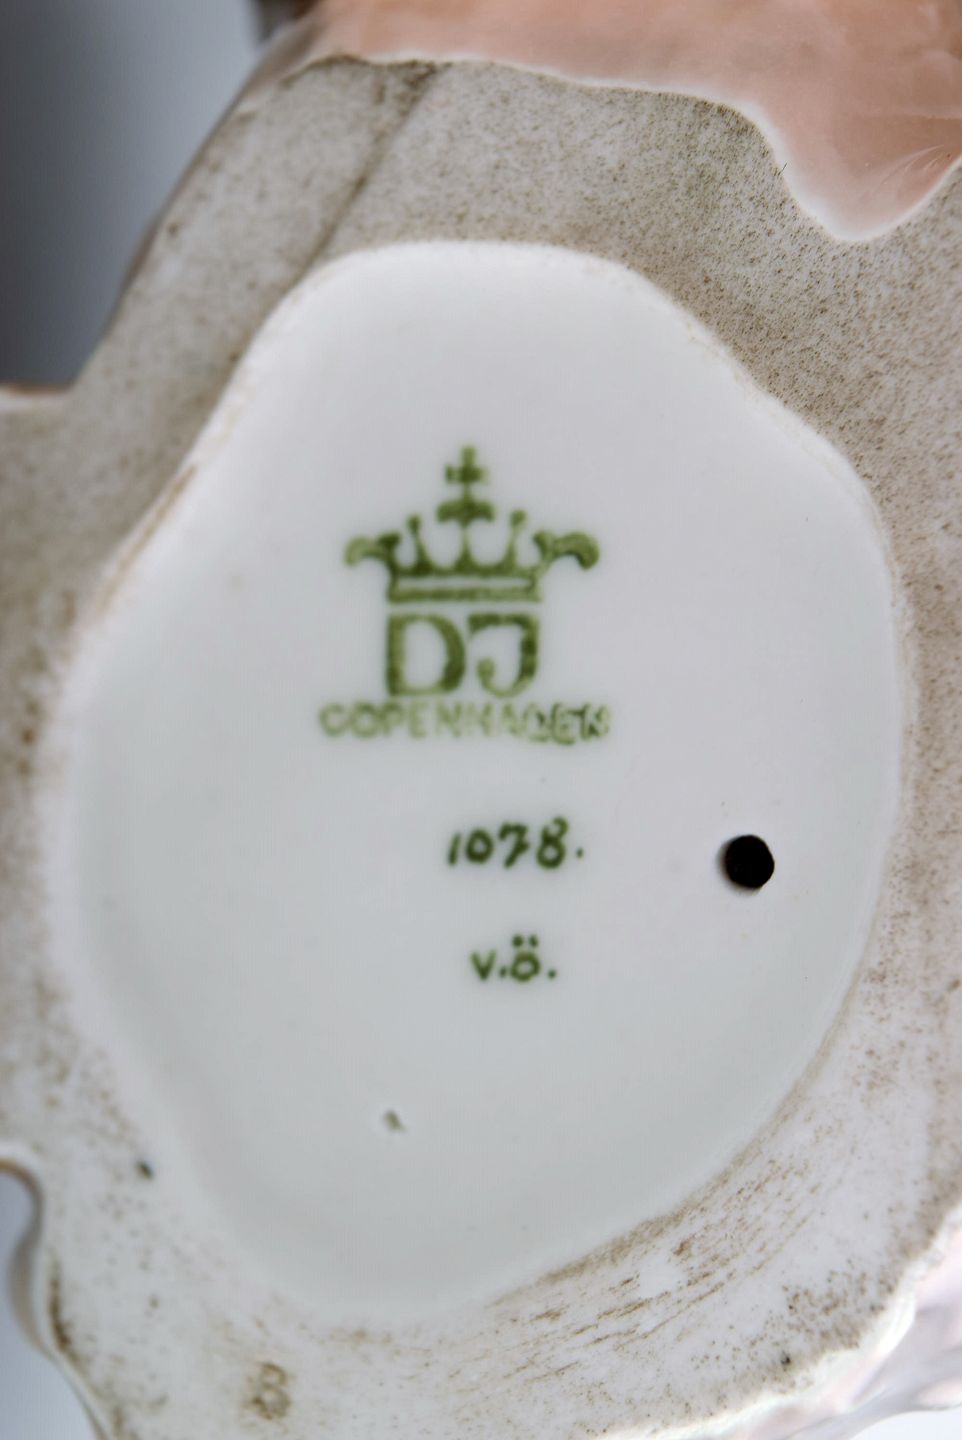 DJ
COPENHAGEN
1078.
v.ö.
B